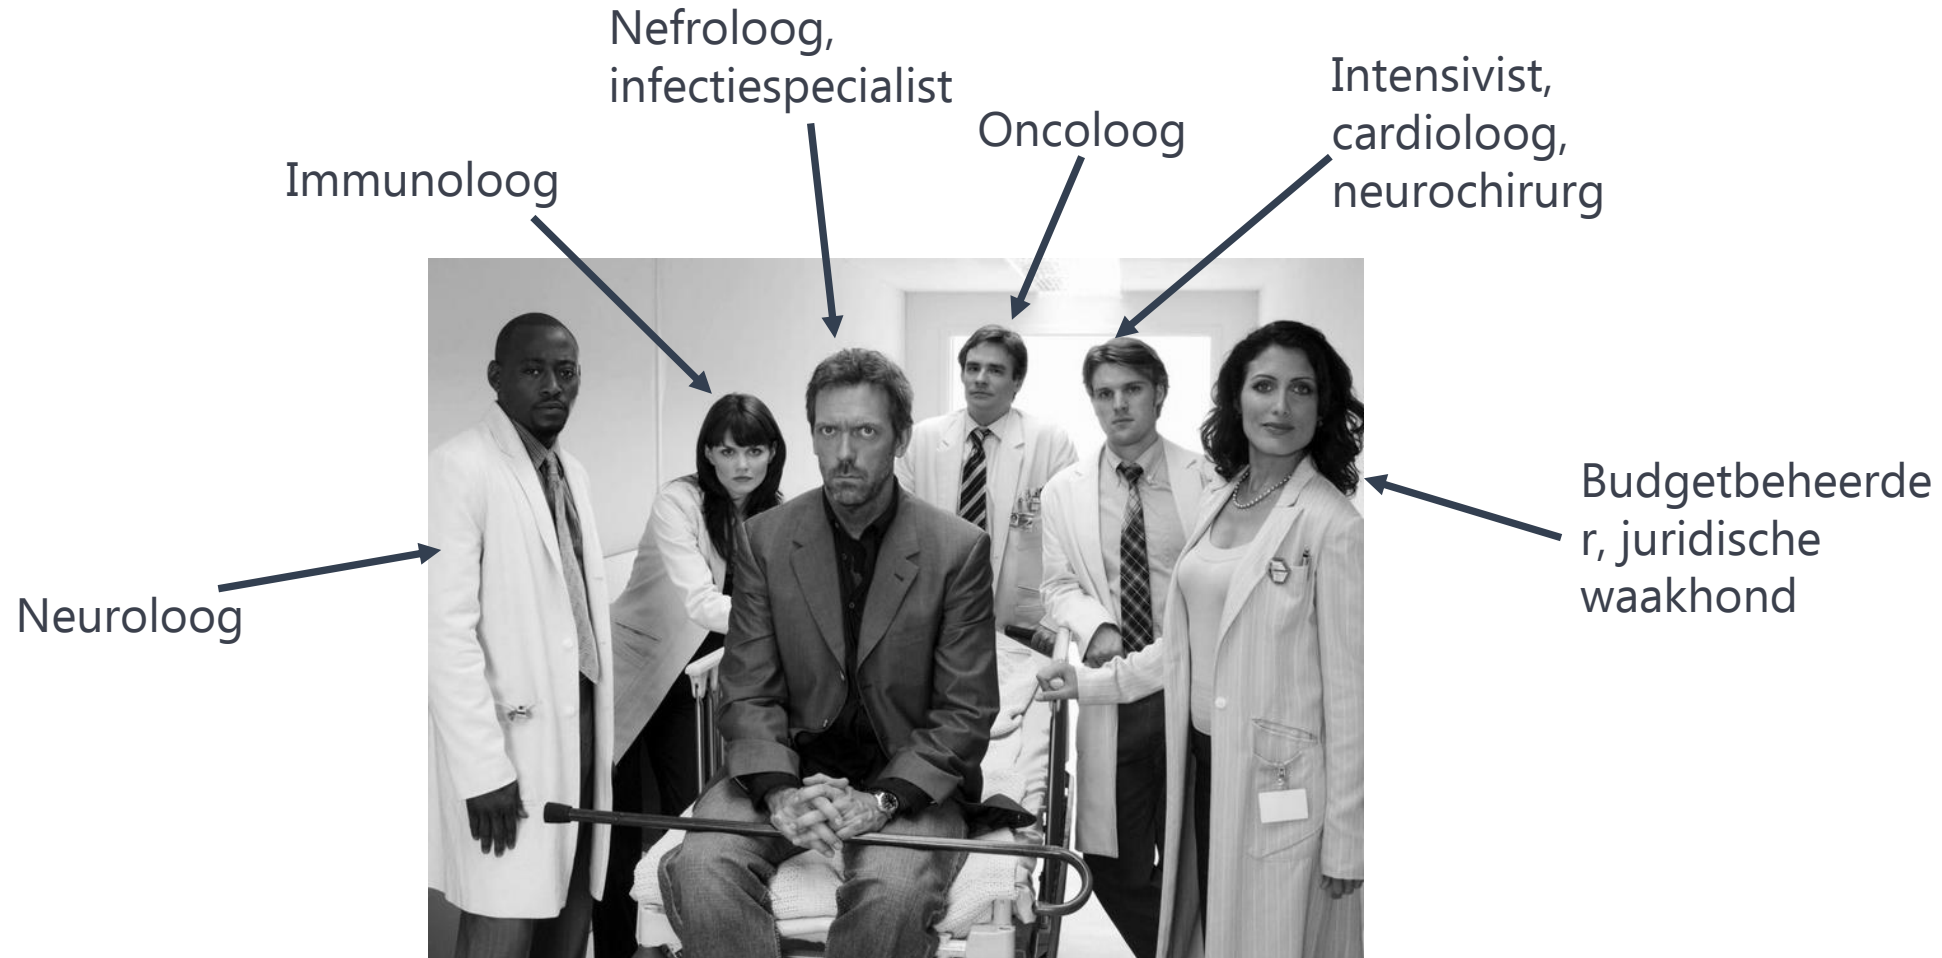 Nefroloog,
infectiespecialist
Intensivist,
cardioloog,
neurochirurg
Oncoloog
Immunoloog
Budgetbeheerde
r, juridische
waakhond
Neuroloog